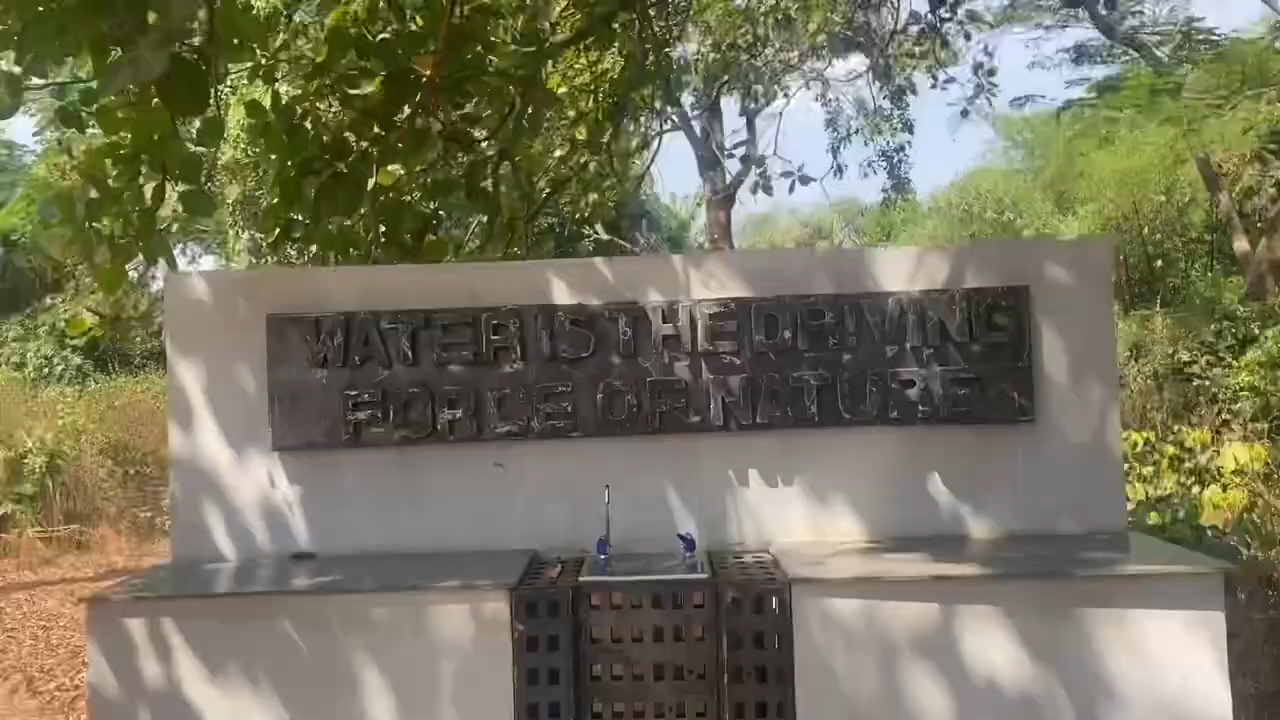 WATER IS THE DRIVING
FORCE OF NATURE